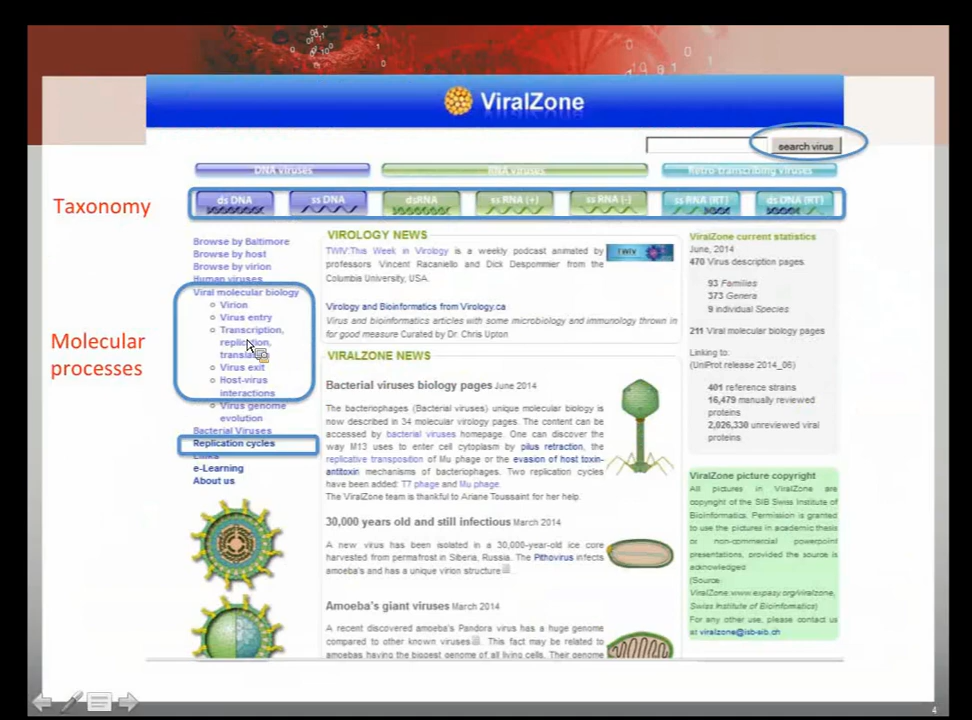 ViralZone
search virus
DNA viruses
RNA viruses
Retro-transcribing viruses
Taxonomy
ds DNA
ss DNA
dsRNA
ss RNA (+)
ss RNA (-)
ss RNA (RT)
ds DNA (RT)
Browse by Baltimore
Browse by host
Browse by virion
Human viruses
Viral molecular biology
Virion
Virus entry
Transcription,
replication,
Virus exit
Host-virus
interactions
Virus genome
evolution
Bacterial Viruses
Replication cycles
Links
e-Learning
About us
Molecular
processes
VIROLOGY NEWS
TWIV:This Week in Virology is a weekly podcast animated by
professors Vincent Racaniello and Dick Despommier from the
Columbia University, USA.
TWIV
Virology and Bioinformatics from Virology.ca
Virus and bioinformatics articles with some microbiology and immunology thrown in
for good measure Curated by Dr. Chris Upton
VIRALZONE NEWS
Bacterial viruses biology pages June 2014
The bacteriophages (Bacterial viruses) unique molecular biology is
now described in 34 molecular virology pages. The content can be
accessed by bacterial viruses homepage. One can discover the
way M13 uses to enter cell cytoplasm by pilus retraction, the
replicative transposition of Mu phage or the evasion of host toxin-
antitoxin mechanisms of bacteriophages. Two replication cycles
have been added: T7 phage and Mu phage.
The ViralZone team is thankful to Ariane Toussaint for her help.
30,000 years old and still infectious March 2014
A new virus has been isolated in a 30,000-year-old ice core
harvested from permafrost in Siberia, Russia. The Pithovirus infects
amoeba's and has a unique virion structure
Amoeba's giant viruses March 2014
A recent discovered amoeba's Pandora virus has a huge genome
compared to other known viruses. This fact may be related to
amoebas having the biggest genome of all living cells. Their genome
ViralZone current statistics
June, 2014
470 Virus description pages
93 Families
373 Genera
9 individual Species
211 Viral molecular biology pages
Linking to:
(UniProt release 2014_06)
401 reference strains
16,479 manually reviewed
proteins
2,026,330 unreviewed viral
proteins
ViralZone picture copyright
All pictures in ViralZone are
copyright of the SIB Swiss Institute of
Bioinformatics. Permission is granted
to use the pictures in academic thesis
or non-commercial powerpoint
presentations, provided the source is
acknowledged
(Source:
ViralZone:www.expasy.org/viralzone,
Swiss Institute of Bioinformatics)
For any other use, please contact us
at viralzone@isb-sib.ch
4